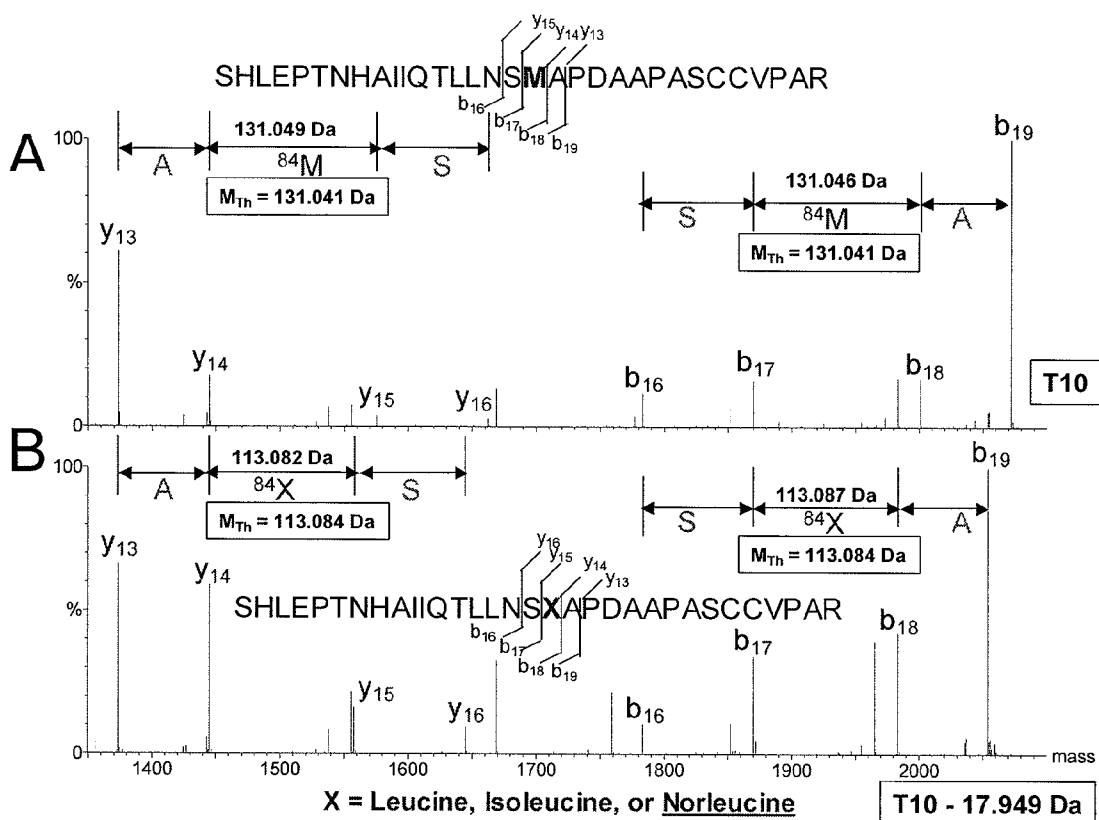 y15
y14 y13
SHLEPTNHAIIQTLLNSMAPDAAPASCCVPAR
b16
b17
b18
b19
A
100
131.049 Da
A
84M
S
MTh = 131.041 Da
131.046 Da
S
84M
A
MTh = 131.041 Da
b19
y13
%
y14
y15
y16
b16
b17
b18
T10
0
B
100
113.082 Da
A
84X
S
MTh = 113.084 Da
113.087 Da
S
84X
A
MTh = 113.084 Da
b19
y13
y14
y16
y15
y14
y13
%
SHLEPTNHAIIQTLLNSXAPDAAPASCCVPAR
b16
b17
b18
b19
y15
y16
b16
b17
b18
0
mass
1400 1500 1600 1700 1800 1900 2000
X = Leucine, Isoleucine, or Norleucine
T10 - 17.949 Da